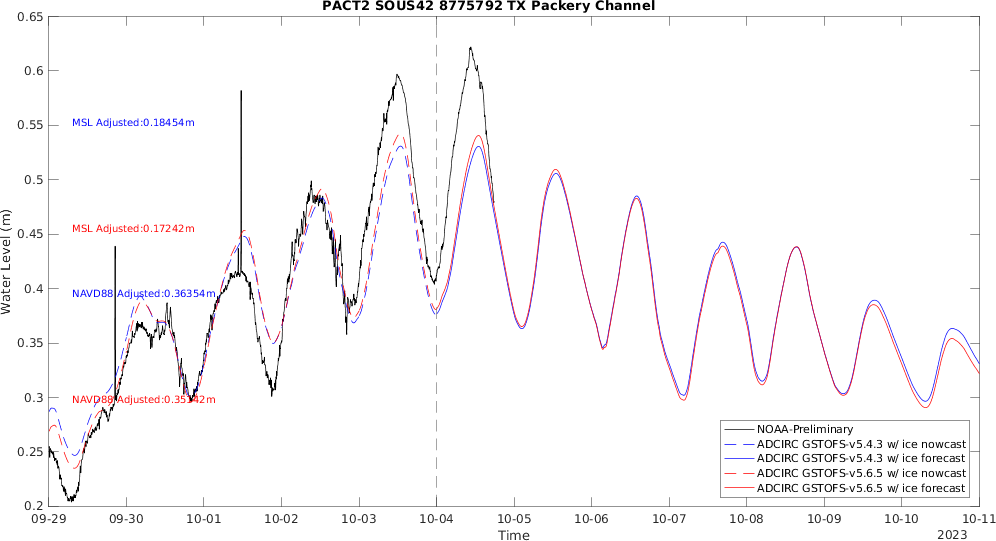 PACT2 SOUS42 8775792 TX Packery Channel
0.65
0.6
0.55
0.5
0.45
0.4
0.35
0.3
0.25
0.2
Water Level (m)
MSL Adjusted:0.18454m
MSL Adjusted:0.17242m
NAVD88 Adjusted:0.36354m
NAVD88 Adjusted:0.35142m
NOAA-Preliminary
ADCIRC GSTOFS-v5.4.3 w/ ice nowcast
ADCIRC GSTOFS-v5.4.3 w/ ice forecast
ADCIRC GSTOFS-v5.6.5 w/ ice nowcast
ADCIRC GSTOFS-v5.6.5 w/ ice forecast
09-29 09-30 10-01 10-02 10-03 10-04 10-05 10-06 10-07 10-08 10-09 10-10 10-11
Time
2023